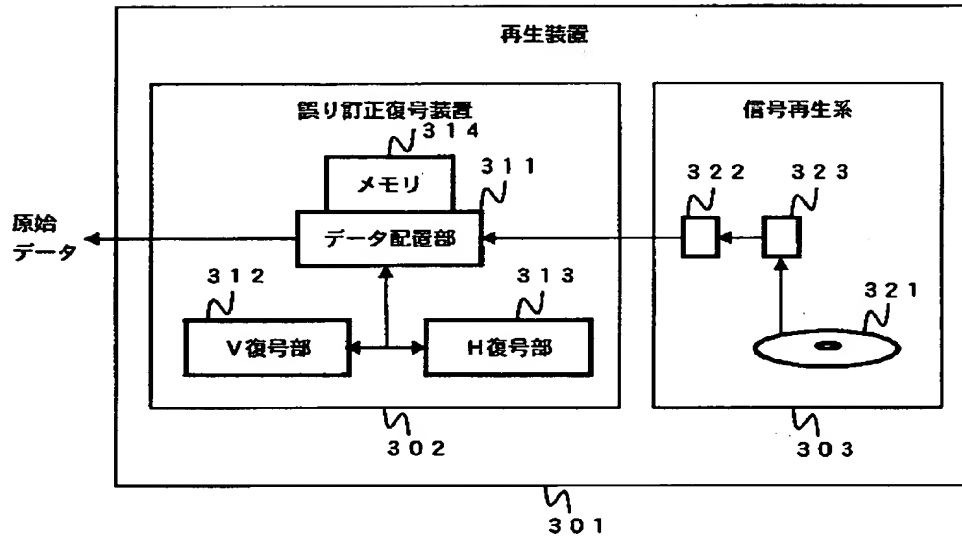 再生装置
誤り訂正復号装置
信号再生系
314
メモリ
311
322
323
原始
データ
データ配置部
312
313
321
V復号部
H復号部
302
303
301